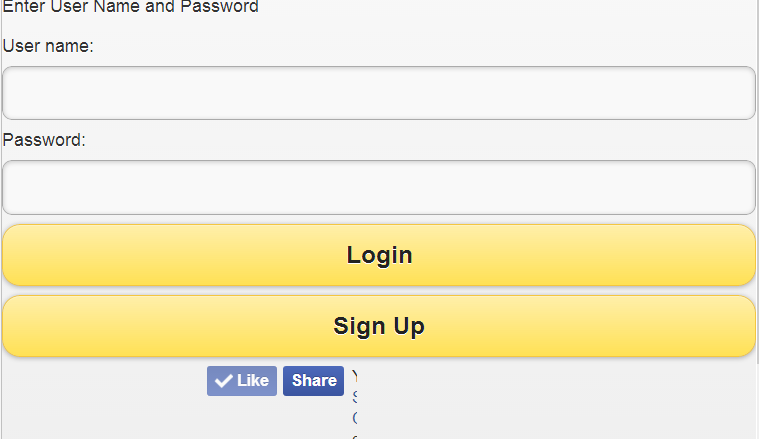 Enter User Name and Password
User name:
Password:
Login
Sign Up
Like Share